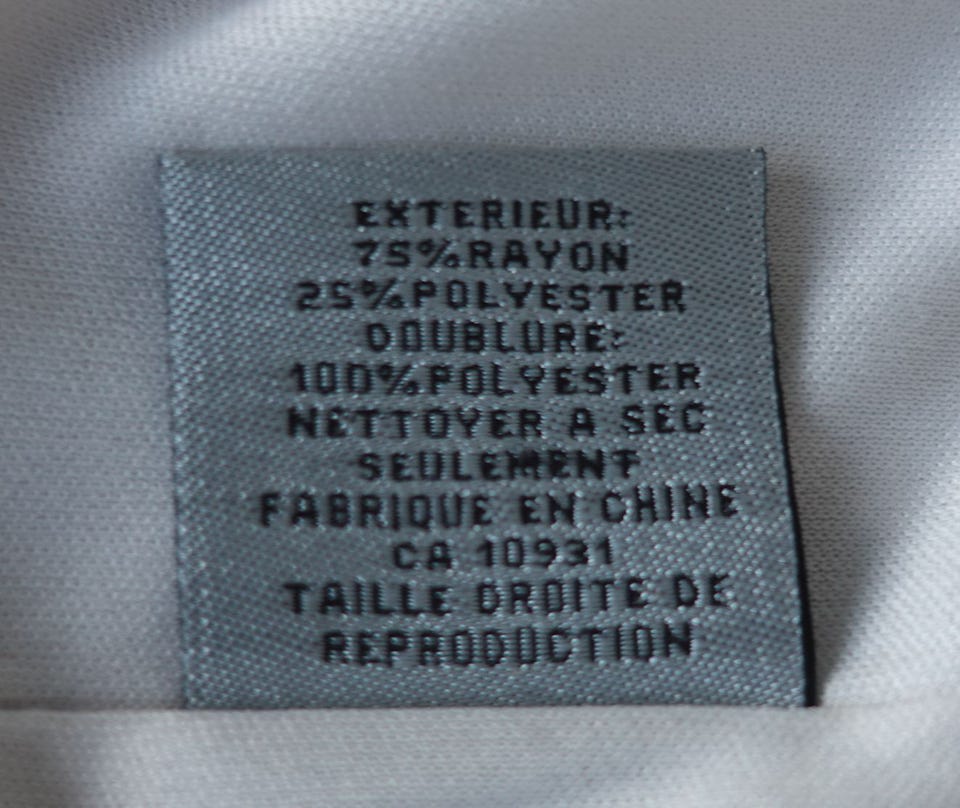 EXTERIEUR:
75%RAYON
25%POLYESTER
DOUBLURE:
100%POLYESTER
NETTOYER A SEC
SEULEMENT
FABRIQUE EN CHINE
CA 10931
TAILLE DROITE DE
REPRODUCTION